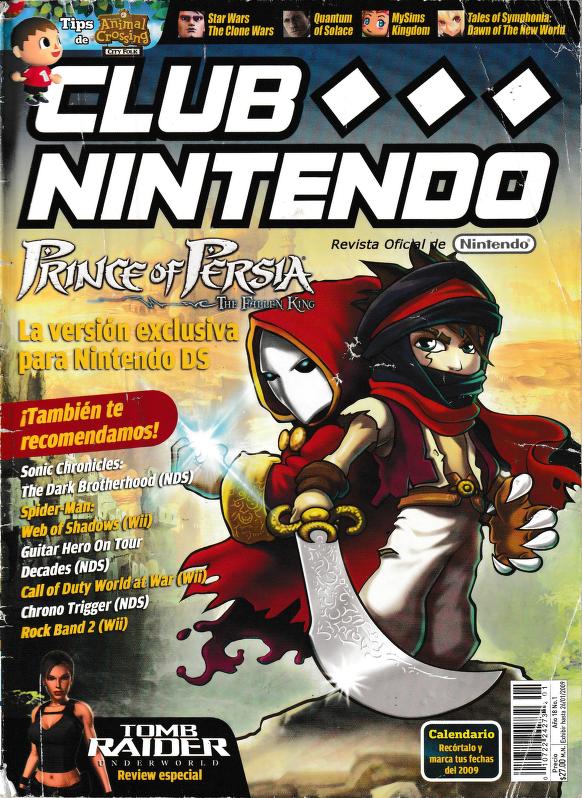 Tips
de
Animal
Crossing
CITY FOLK
Star Wars
The Clone Wars
Quantum
of Solace
MySims
Kingdom
Tales of Symphonia:
Dawn of The New World
CLUB
NINTENDO
Revista Oficial de Nintendo
PRINCE OF PERSIA
THE FALLEN KING
La versión exclusiva
para Nintendo DS
¡También te
recomendamos!
Sonic Chronicles:
The Dark Brotherhood (NDS)
Spider-Man:
Web of Shadows (Wii)
Guitar Hero On Tour
Decades (NDS)
Call of Duty World at War (Wii)
Chrono Trigger (NDS)
Rock Band 2 (Wii)
TOMB
RAIDER
UNDERWORLD
Review especial
Calendario
Recórtalo y
marca tus fechas
del 2009
Año 18 No.1
Precio
$27.00 M.N. Exhibir hasta 26/01/2009